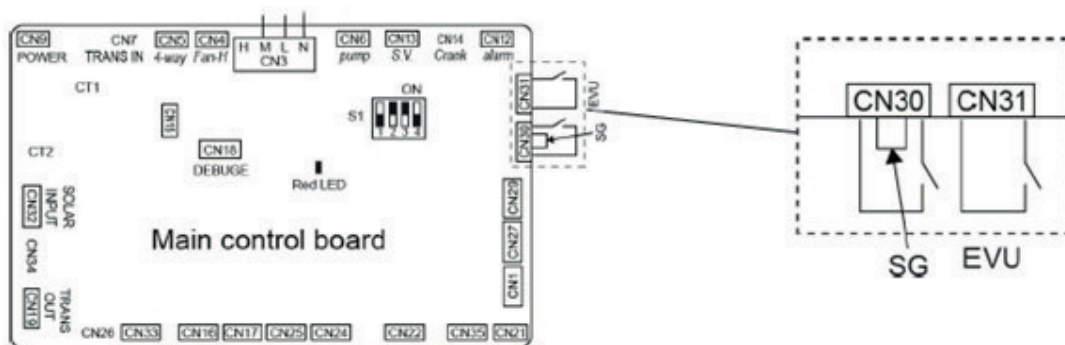 CN9 CN7 CN5 CN4 H M L N CN6 CN13 CN14 CN12
POWER TRANS IN 4-way Fan-H CN3 pump S.V. Crank alarm
CT1
ON
S1
1 2 3 4
CN31
EVU
CN30
SG
CN18
DEBUGE
CT2
Red LED
SOLAR
INPUT
CN32
CN29
CN27
CN1
Main control board
CN34
TRANS
OUT
CN19
CN26 CN33 CN16 CN17 CN25 CN24 CN22 CN35 CN21
CN30 CN31
SG EVU